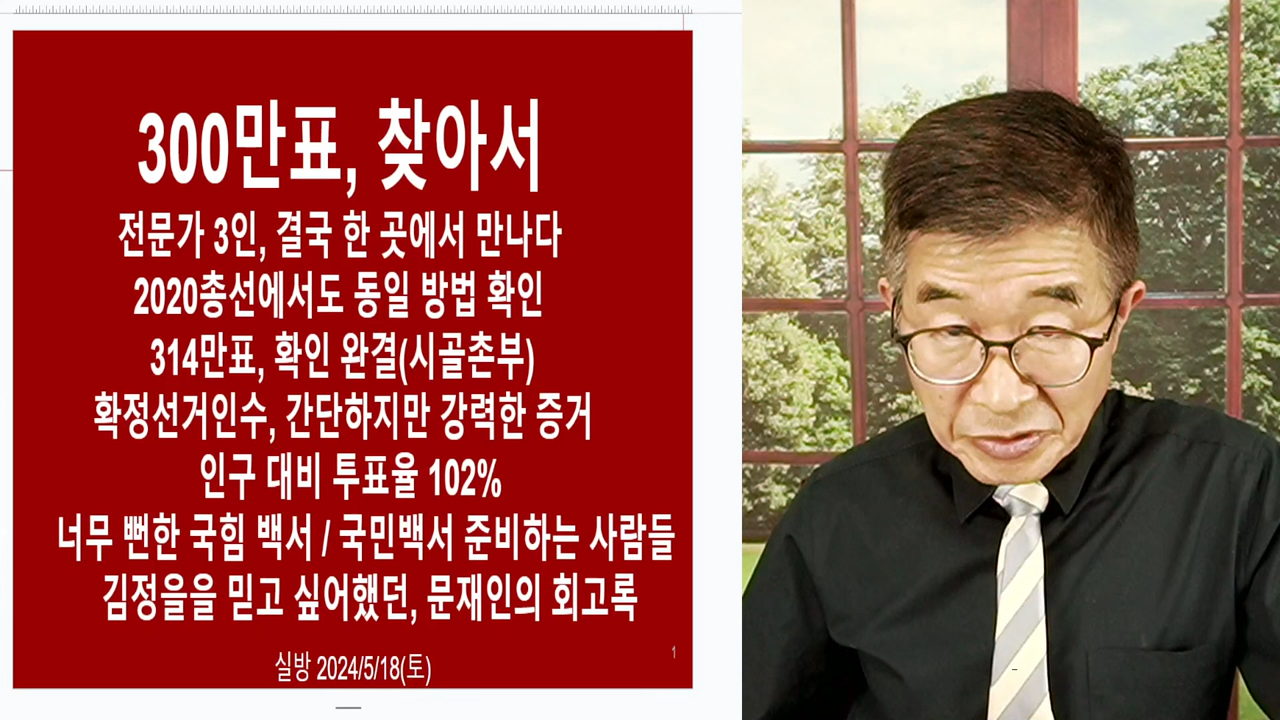 300만표, 찾아서
전문가 3인, 결국 한 곳에서 만나다
2020총선에서도 동일 방법 확인
314만표, 확인 완결(시골촌부)
확정선거인수, 간단하지만 강력한 증거
인구 대비 투표율 102%
너무 뻔한 국힘 백서 / 국민백서 준비하는 사람들
김정을을 믿고 싶어했던, 문재인의 회고록
실방 2024/5/18(토)
1